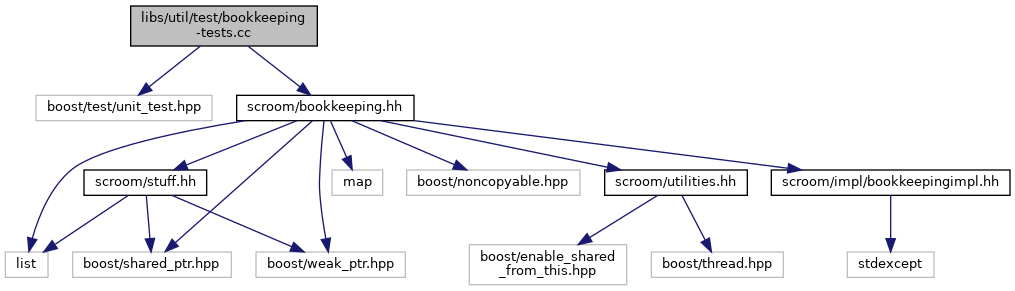 libs/util/test/bookkeeping
-tests.cc
boost/test/unit_test.hpp
scroom/bookkeeping.hh
scroom/stuff.hh
map
boost/noncopyable.hpp
scroom/utilities.hh
scroom/impl/bookkeepingimpl.hh
list
boost/shared_ptr.hpp
boost/weak_ptr.hpp
boost/enable_shared
_from_this.hpp
boost/thread.hpp
stdexcept